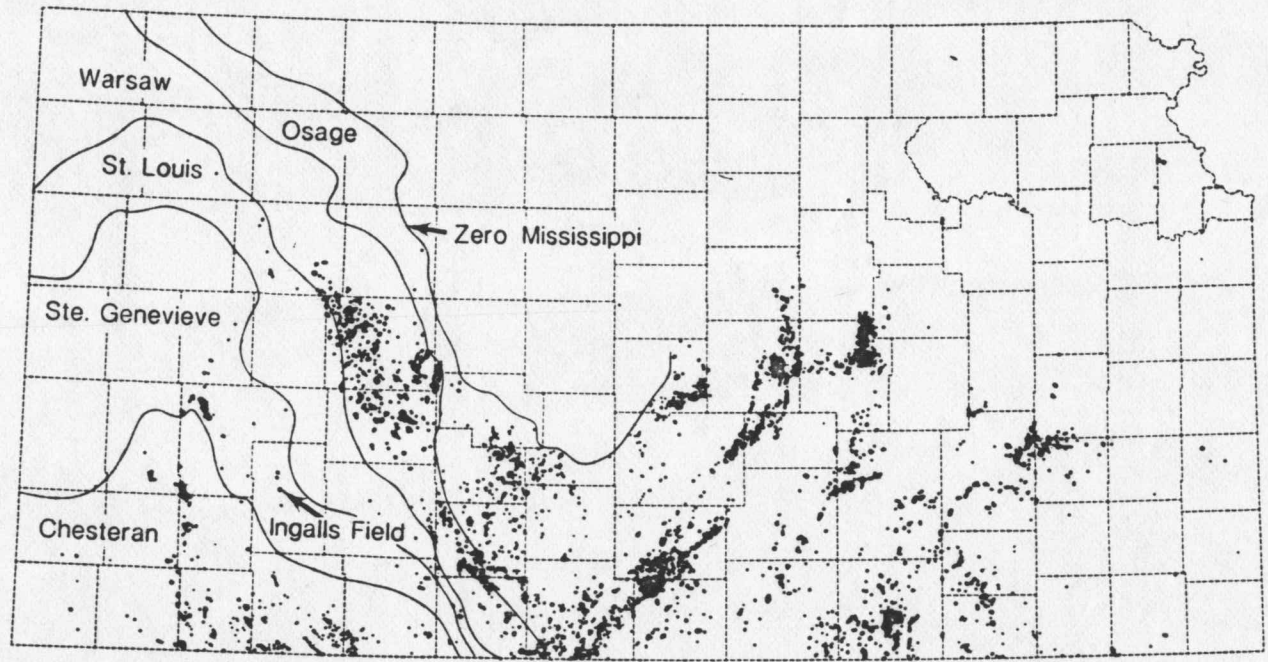 Warsaw
Osage
St. Louis
Zero Mississippi
Ste. Genevieve
Chesteran
Ingalls Field